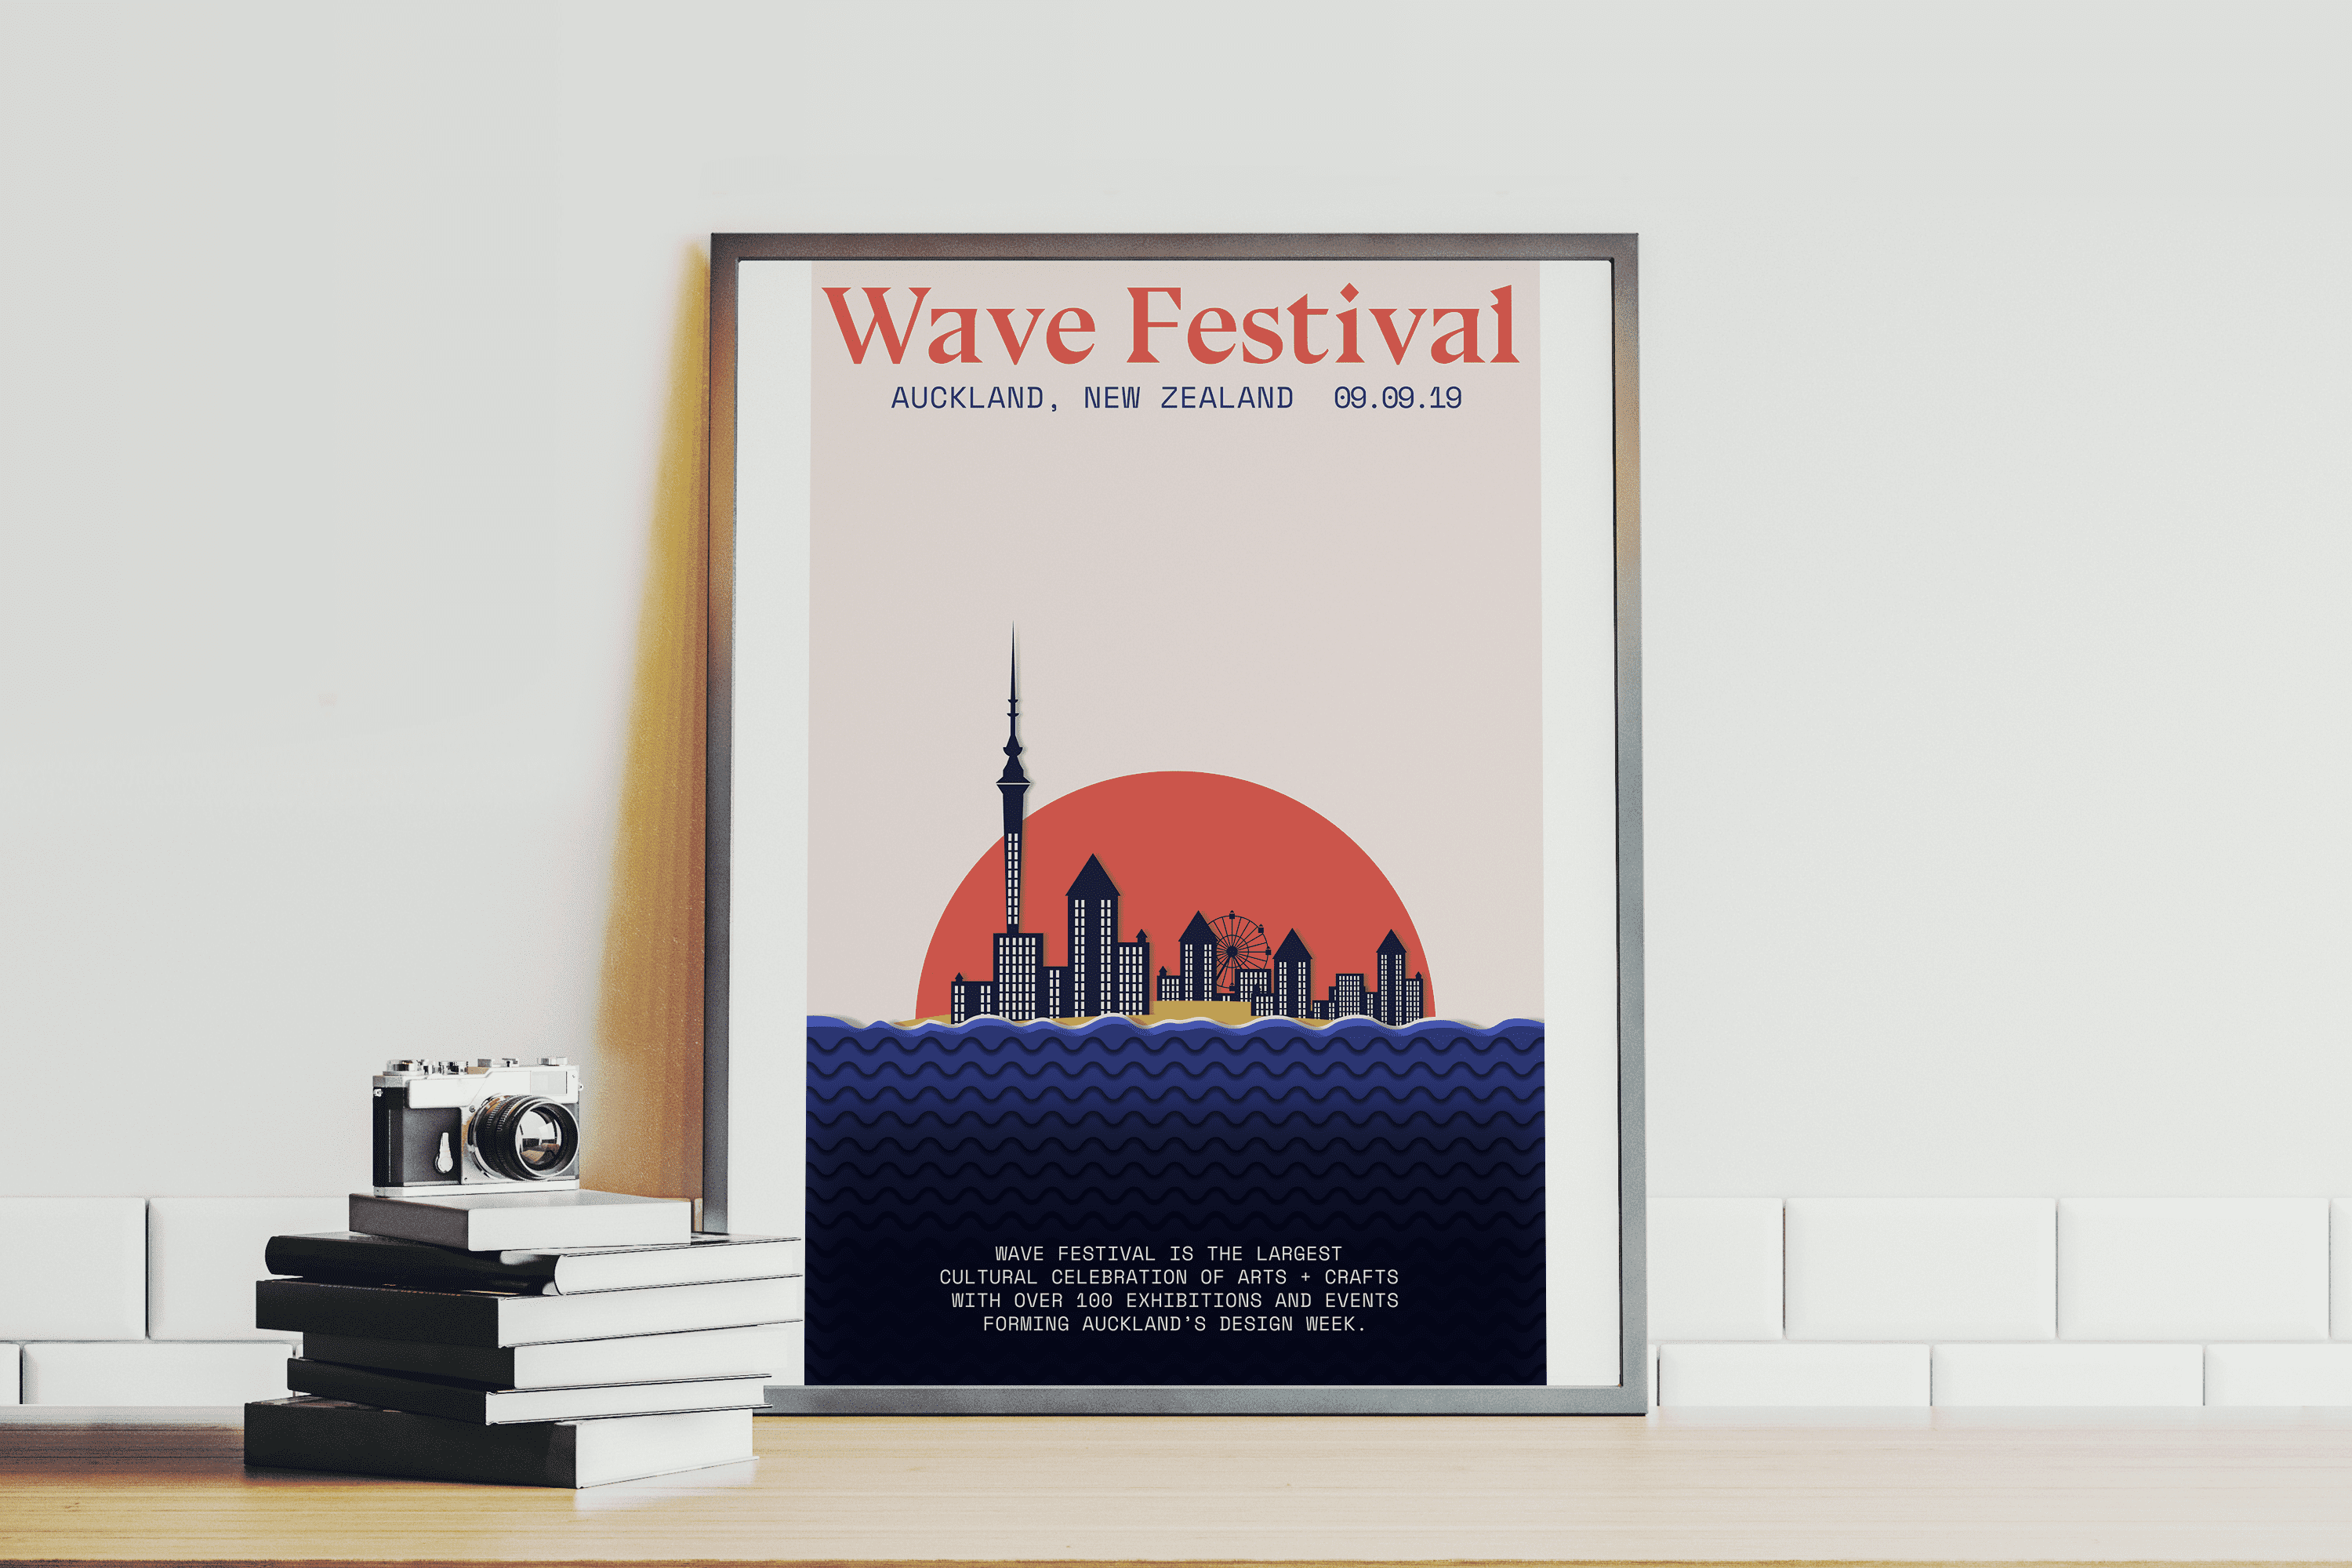 Wave Festival
AUCKLAND, NEW ZEALAND 09.09.19
WAVE FESTIVAL IS THE LARGEST
CULTURAL CELEBRATION OF ARTS + CRAFTS
WITH OVER 100 EXHIBITIONS AND EVENTS
FORMING AUCKLAND’S DESIGN WEEK.